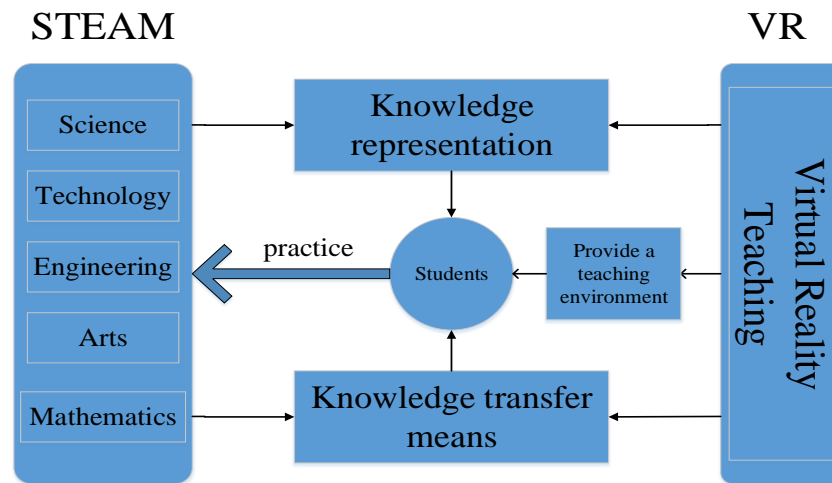 STEAM
VR
Science
Technology
Engineering
Arts
Mathematics
Knowledge
representation
practice
Students
Provide a
teaching
environment
Knowledge transfer
means
Virtual Reality
Teaching